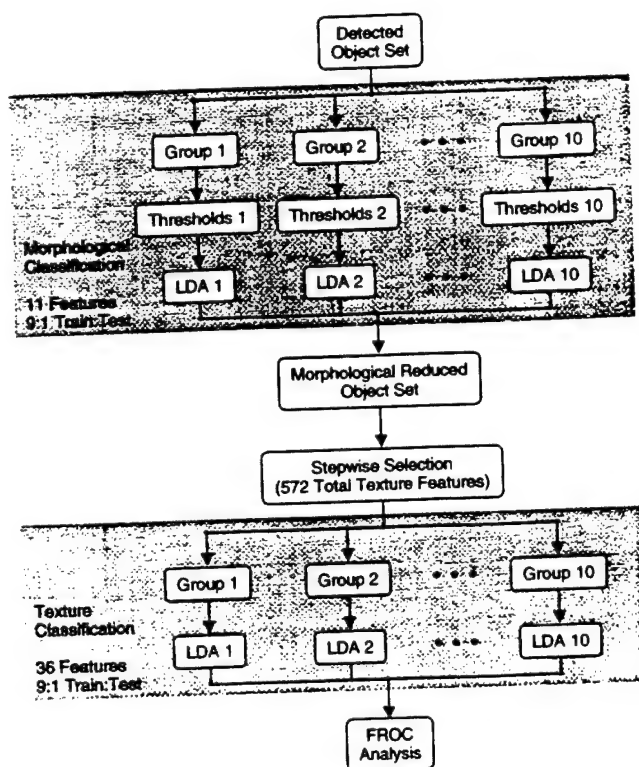 Detected
Object Set
Group 1
Group 2
Group 10
Thresholds 1
Thresholds 2
Thresholds 10
Morphological
Classification
LDA 1
LDA 2
LDA 10
11 Features
9:1 Train:Test
Morphological Reduced
Object Set
Stepwise Selection
(572 Total Texture Features)
Group 1
Group 2
Group 10
Texture
Classification
LDA 1
LDA 2
LDA 10
36 Features
9:1 Train:Test
FROC
Analysis